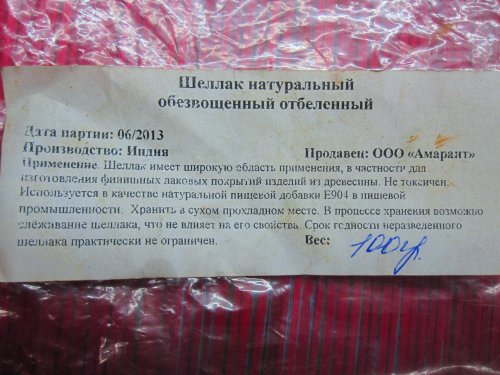 Шеллак натуральный
обезвощенный отбеленный
Дата партии: 06/2013
Производство: Индия Продавец: ООО «Амарант»
Применение. Шеллак имеет широкую область применения, в частности для
изготовления финишных лаковых покрытий изделий из древесины. Не токсичен.
Используется в качестве натуральной пищевой добавки Е904 в пищевой
промышленности. Хранить в сухом прохладном месте. В процессе хранения возможно
слёживание шеллака, что не влияет на его свойства. Срок годности неразведенного
шеллака практически не ограничен. Вес: 100гр.